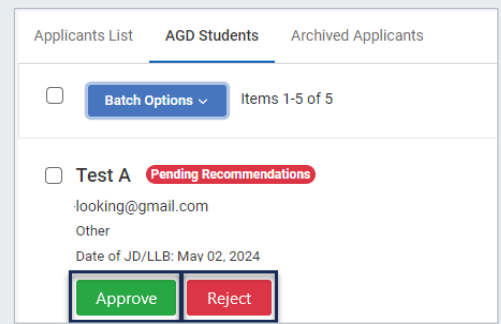 Applicants List AGD Students Archived Applicants
Batch Options Items 1-5 of 5
Test A Pending Recommendations
-looking@gmail.com
Other
Date of JD/LLB: May 02, 2024
Approve Reject